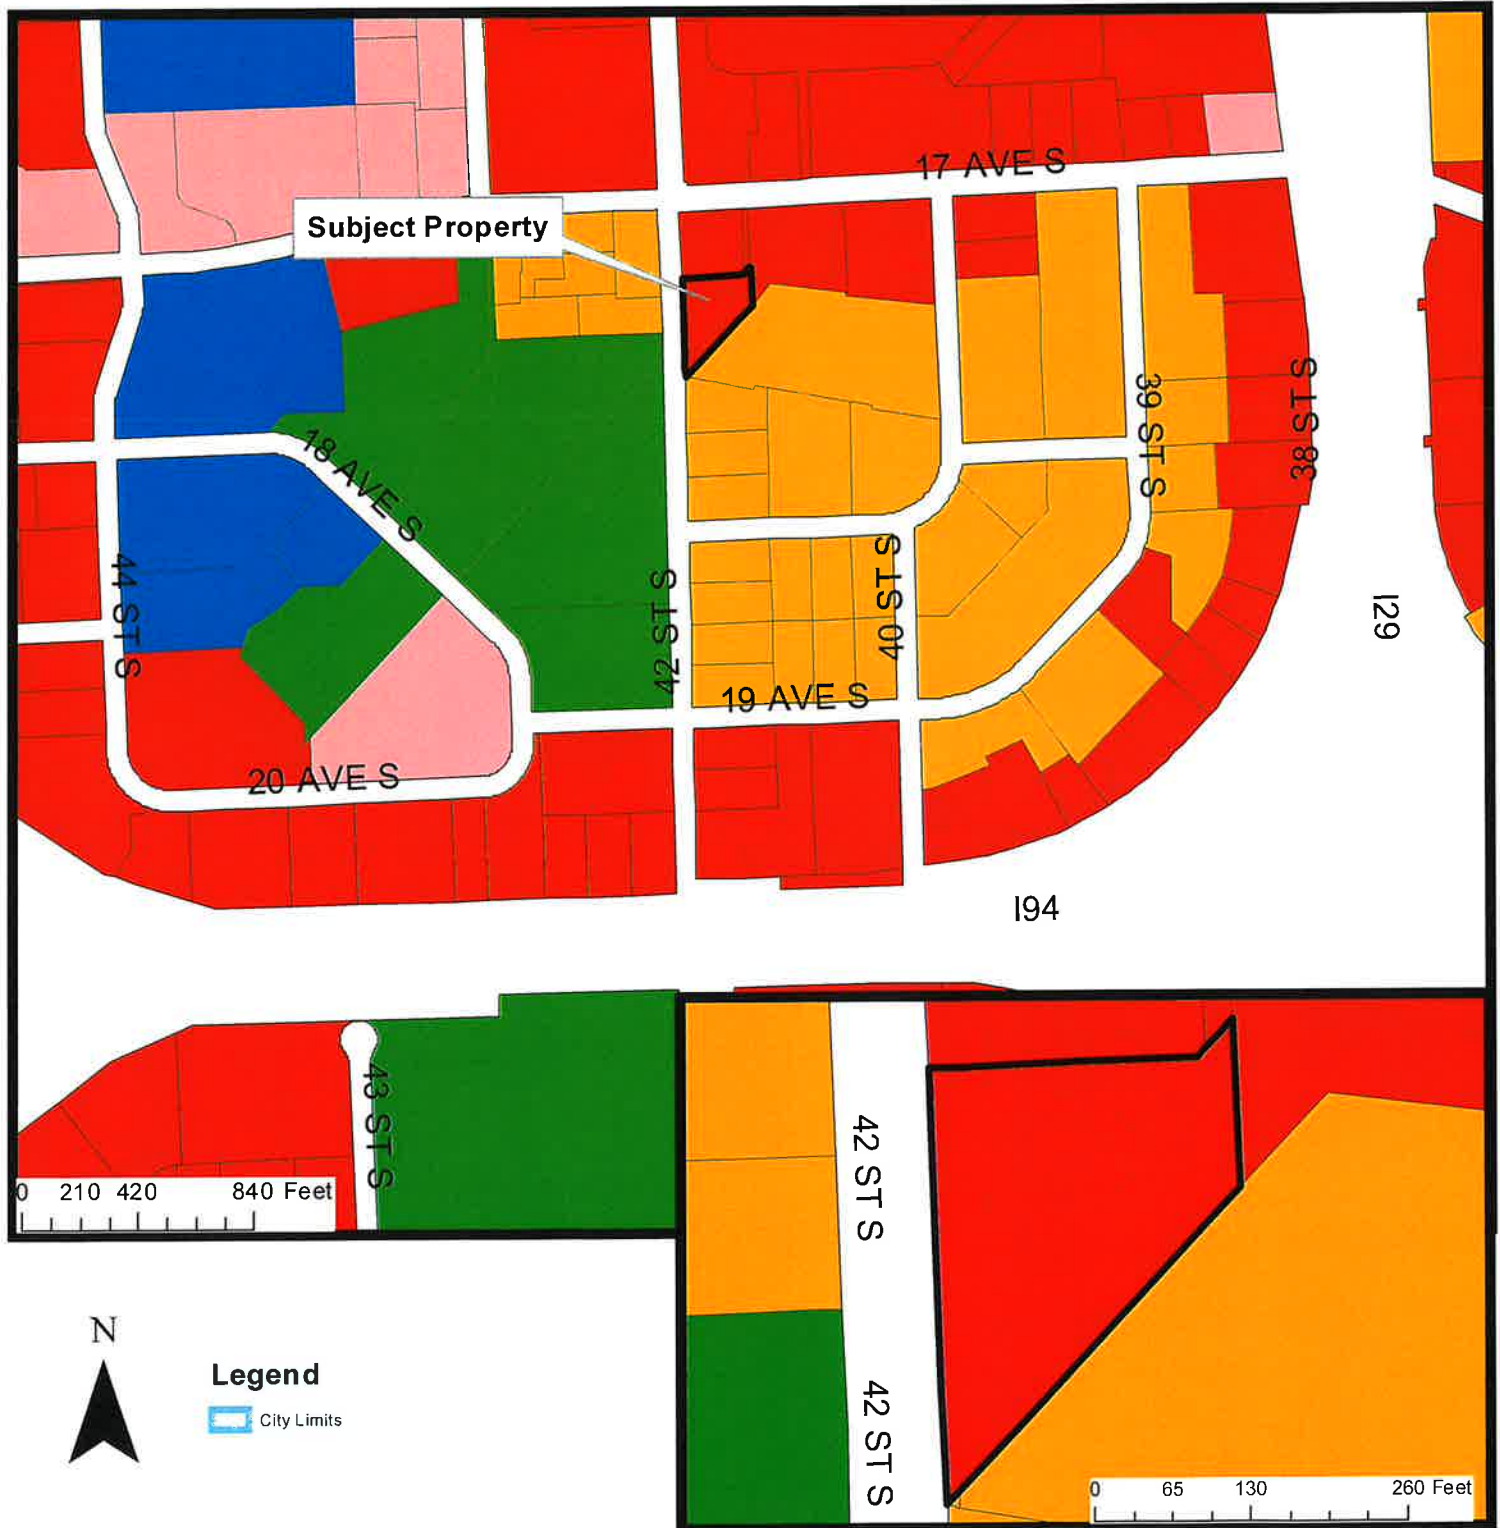 17 AVE S
Subject Property
18 AVE S
39 ST S
38 ST S
44 ST S
42 ST S
40 ST S
I29
19 AVE S
20 AVE S
I94
43 ST S
0 210 420 840 Feet
42 ST S
42 ST S
0 65 130 260 Feet
N
Legend
City Limits